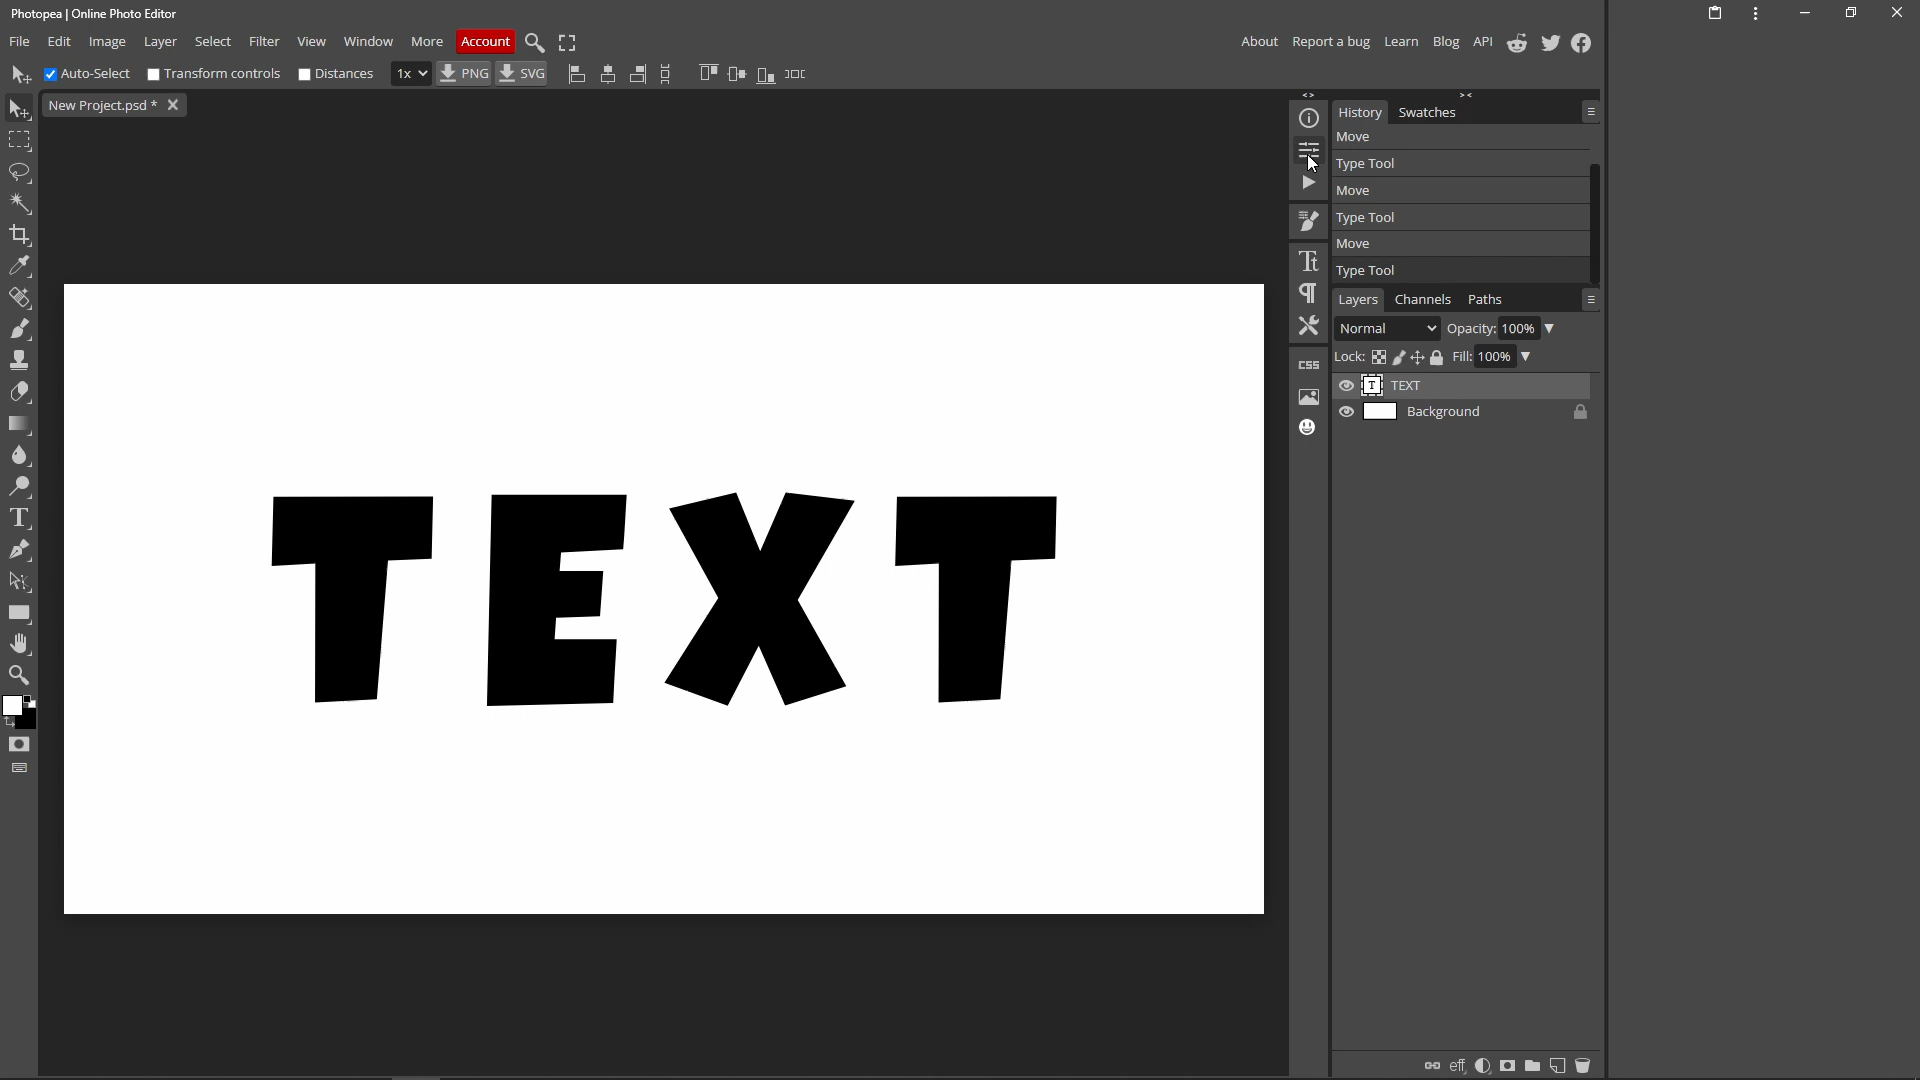 Photopea | Online Photo Editor
File Edit Image Layer Select Filter View Window More Account
About Report a bug Learn Blog API
Auto-Select Transform controls Distances 1x PNG SVG
New Project.psd *
History Swatches
Move
Type Tool
Move
Type Tool
Move
Type Tool
Layers Channels Paths
Normal Opacity: 100%
Lock: Fill: 100%
T TEXT
Background
CSS
TEXT
eff